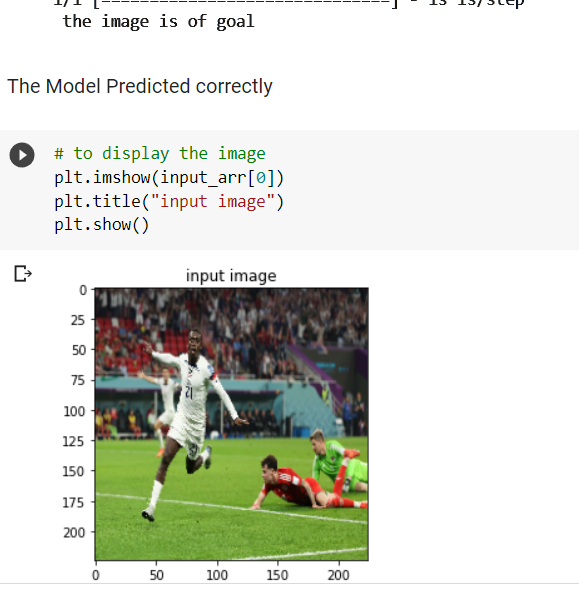 the image is of goal
The Model Predicted correctly
# to display the image
plt.imshow(input_arr[0])
plt.title("input image")
plt.show()
input image
0
25
50
75
100
125
150
175
200
21
0 50 100 150 200